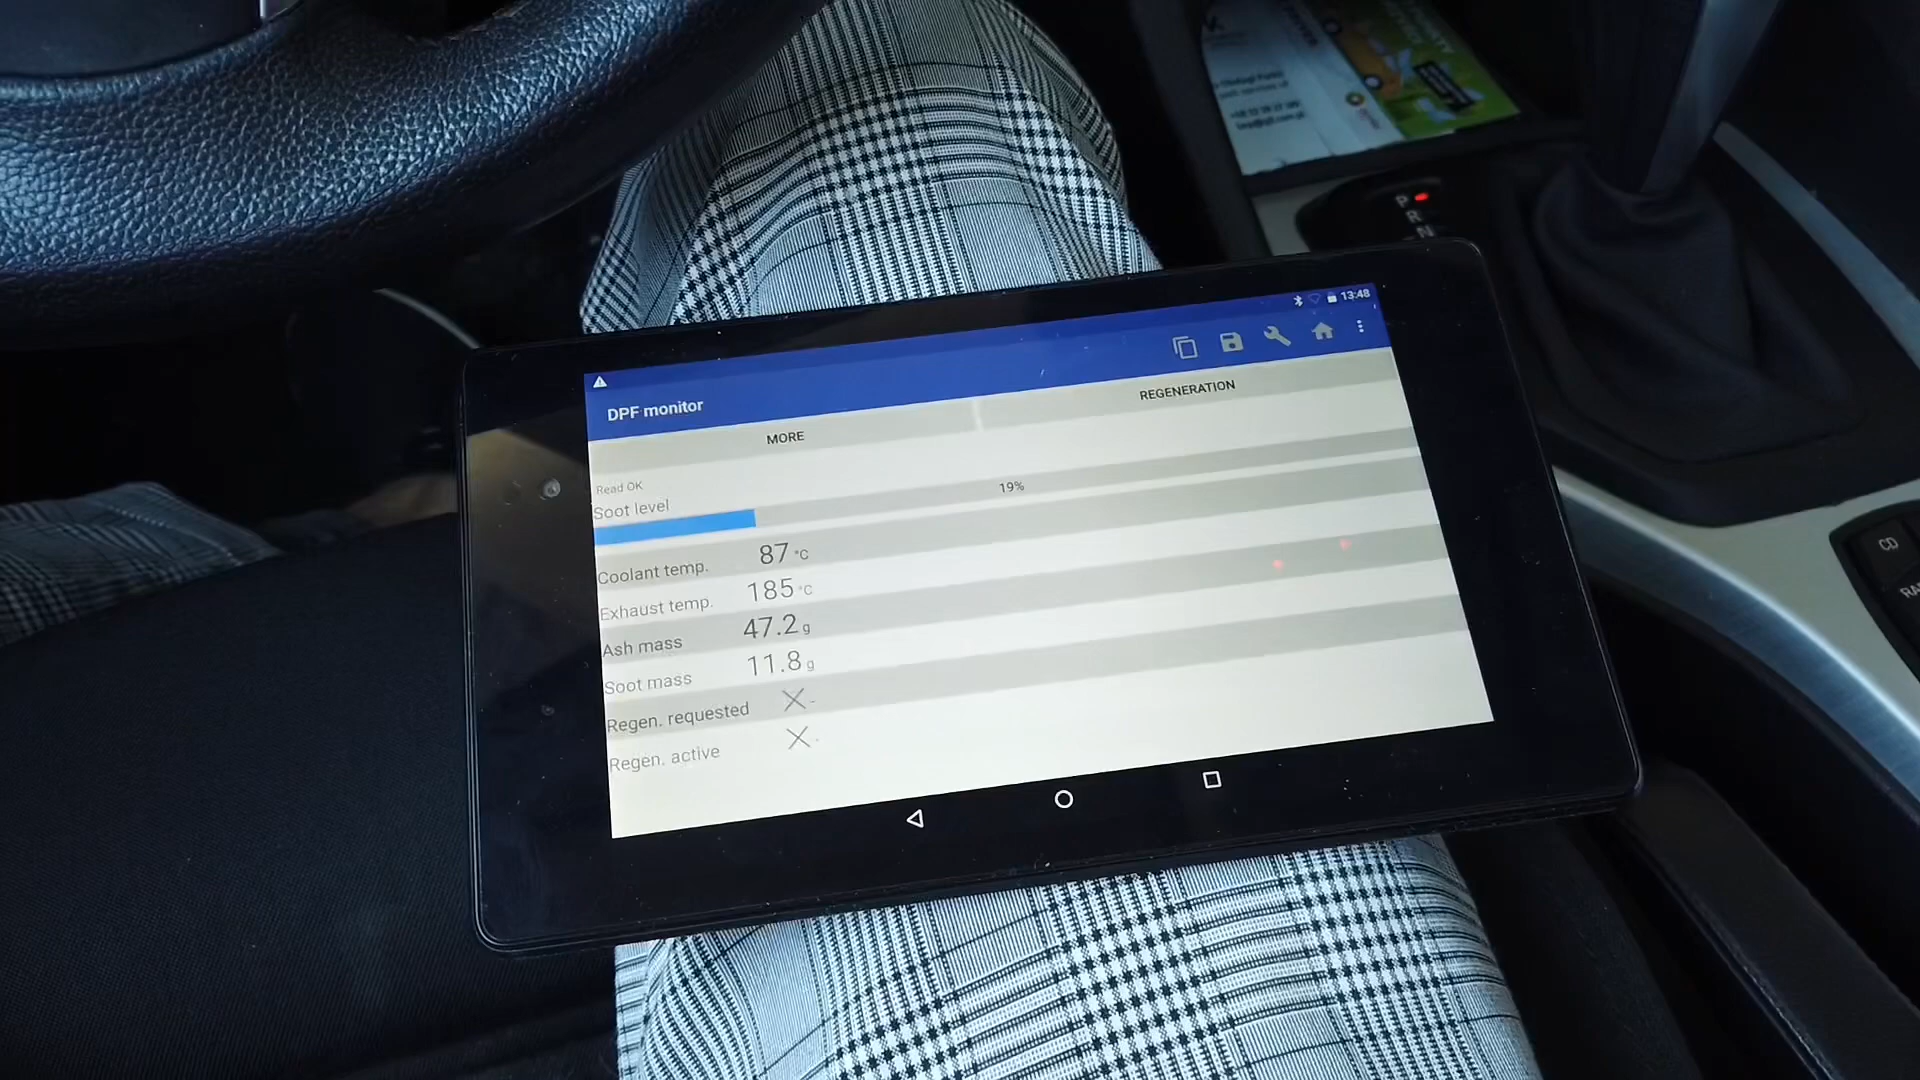 P
R
N
13:48
DPF monitor
MORE
REGENERATION
Read OK
Soot level
19%
Coolant temp. 87 °C
Exhaust temp. 185 °C
Ash mass 47.2 g
Soot mass 11.8 g
Regen. requested -
Regen. active -
CD